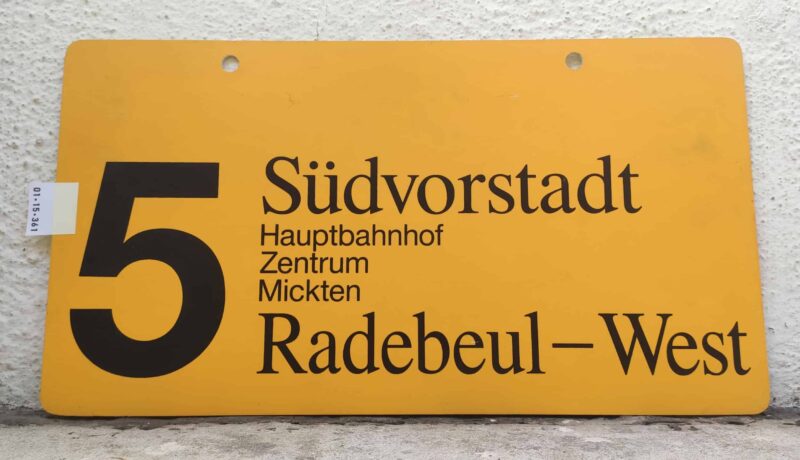 01-15-361
5
Südvorstadt
Hauptbahnhof
Zentrum
Mickten
Radebeul–West